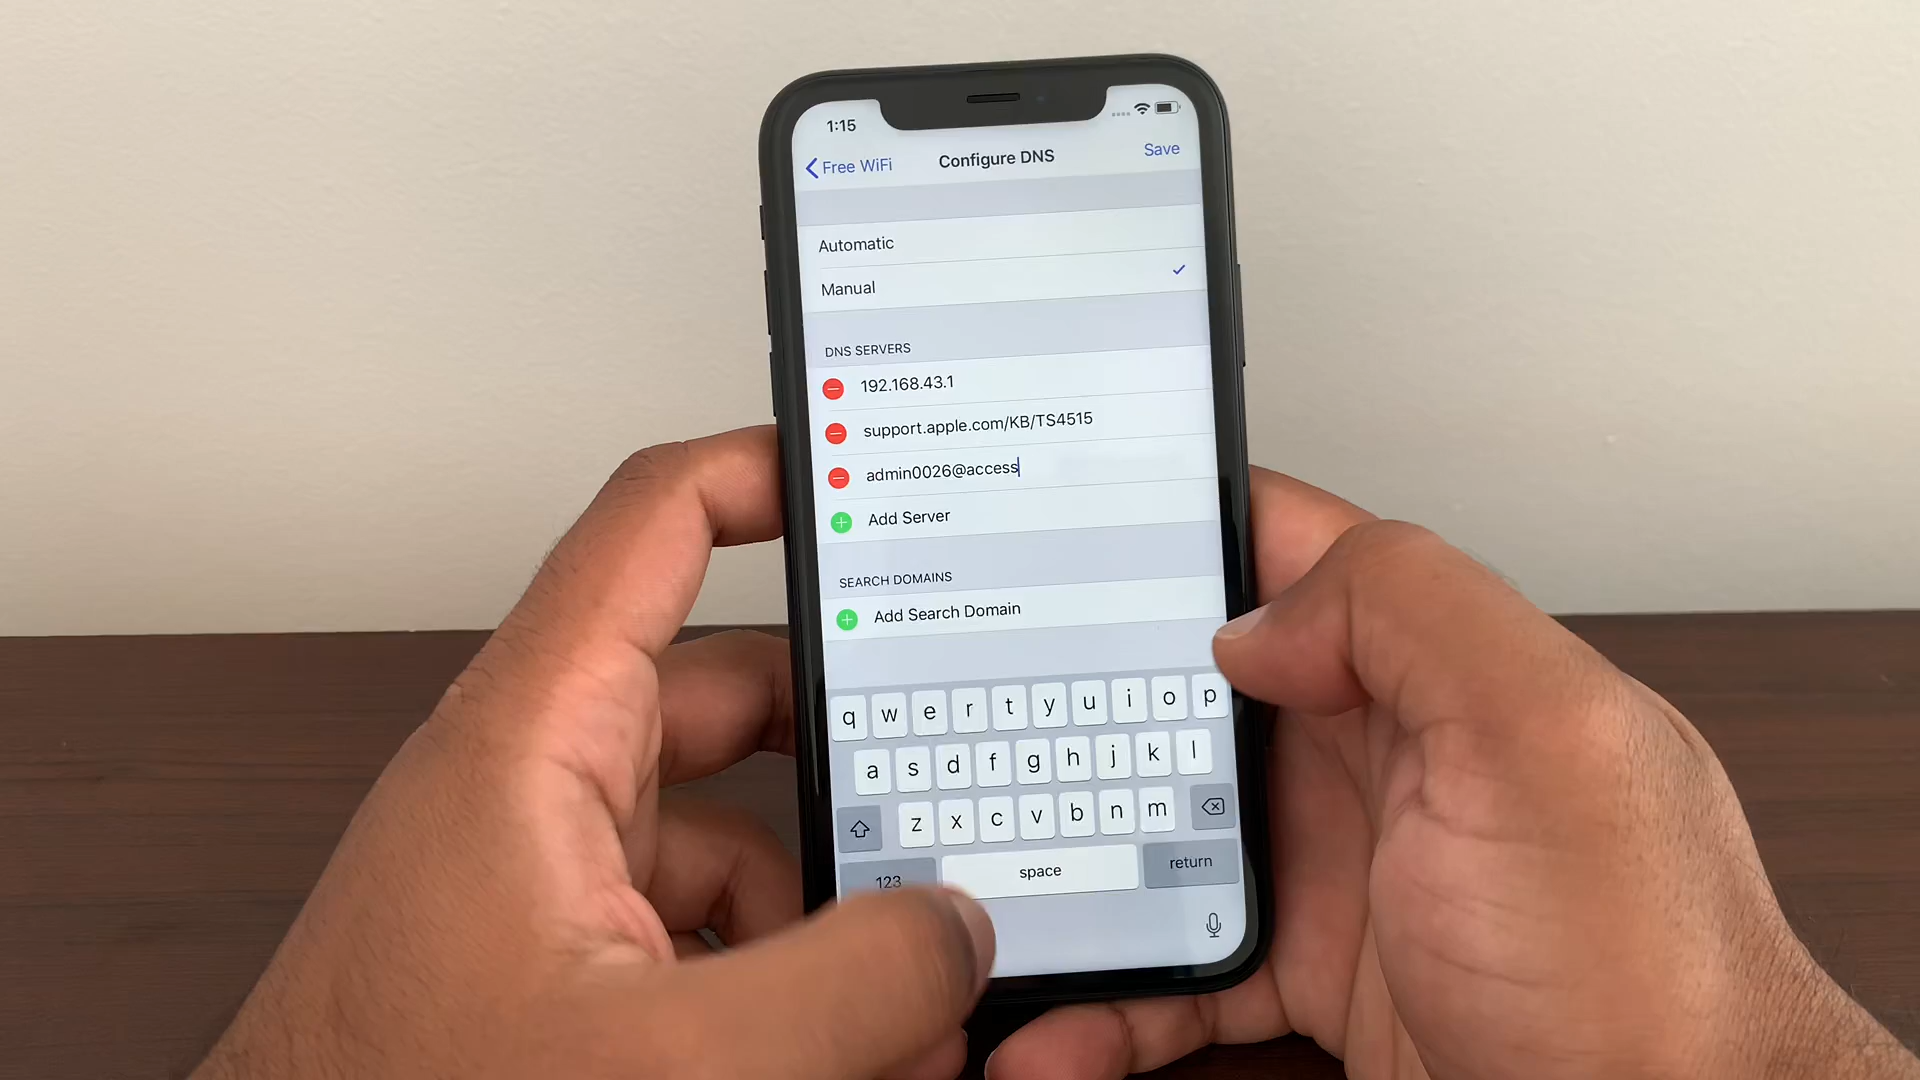 1:15
Free WiFi Configure DNS Save
Automatic
Manual
DNS SERVERS
192.168.43.1
support.apple.com/KB/TS4515
admin0026@access
Add Server
SEARCH DOMAINS
Add Search Domain
q w e r t y u i o p
a s d f g h j k l
z x c v b n m
123 space return